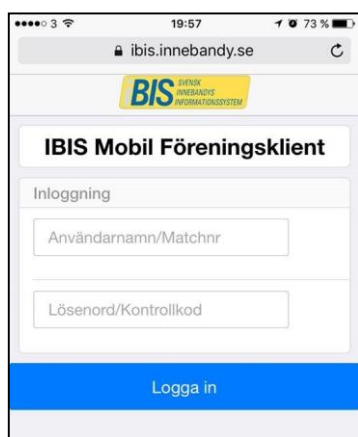 3 19:57 73 %
ibis.innebandy.se
BIS SVENSK
INNEBANDYS
INFORMATIONSSYSTEM
IBIS Mobil Föreningsklient
Inloggning
Användarnamn/Matchnr
Lösenord/Kontrollkod
Logga in